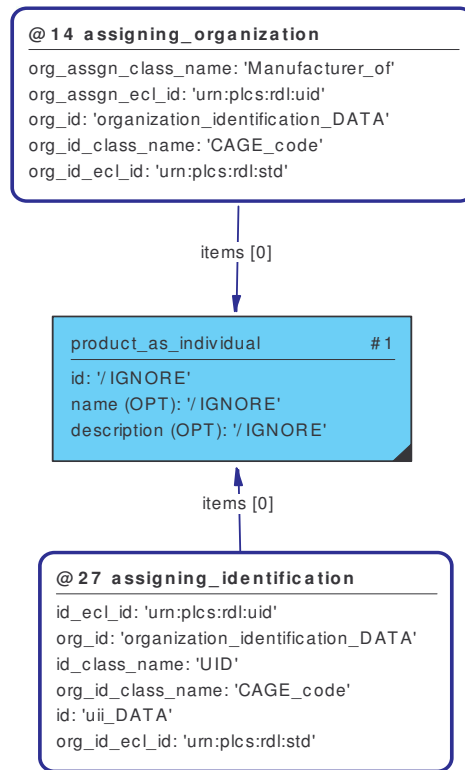 @14 assigning_organization
org_assgn_class_name: 'Manufacturer_of'
org_assgn_ecl_id: 'urn:plcs:rdl:uid'
org_id: 'organization_identification_DATA'
org_id_class_name: 'CAGE_code'
org_id_ecl_id: 'urn:plcs:rdl:std'
items [0]
product_as_individual #1
id: '/IGNORE'
name (OPT): '/IGNORE'
description (OPT): '/IGNORE'
items [0]
@27 assigning_identification
id_ecl_id: 'urn:plcs:rdl:uid'
org_id: 'organization_identification_DATA'
id_class_name: 'UID'
org_id_class_name: 'CAGE_code'
id: 'uii_DATA'
org_id_ecl_id: 'urn:plcs:rdl:std'